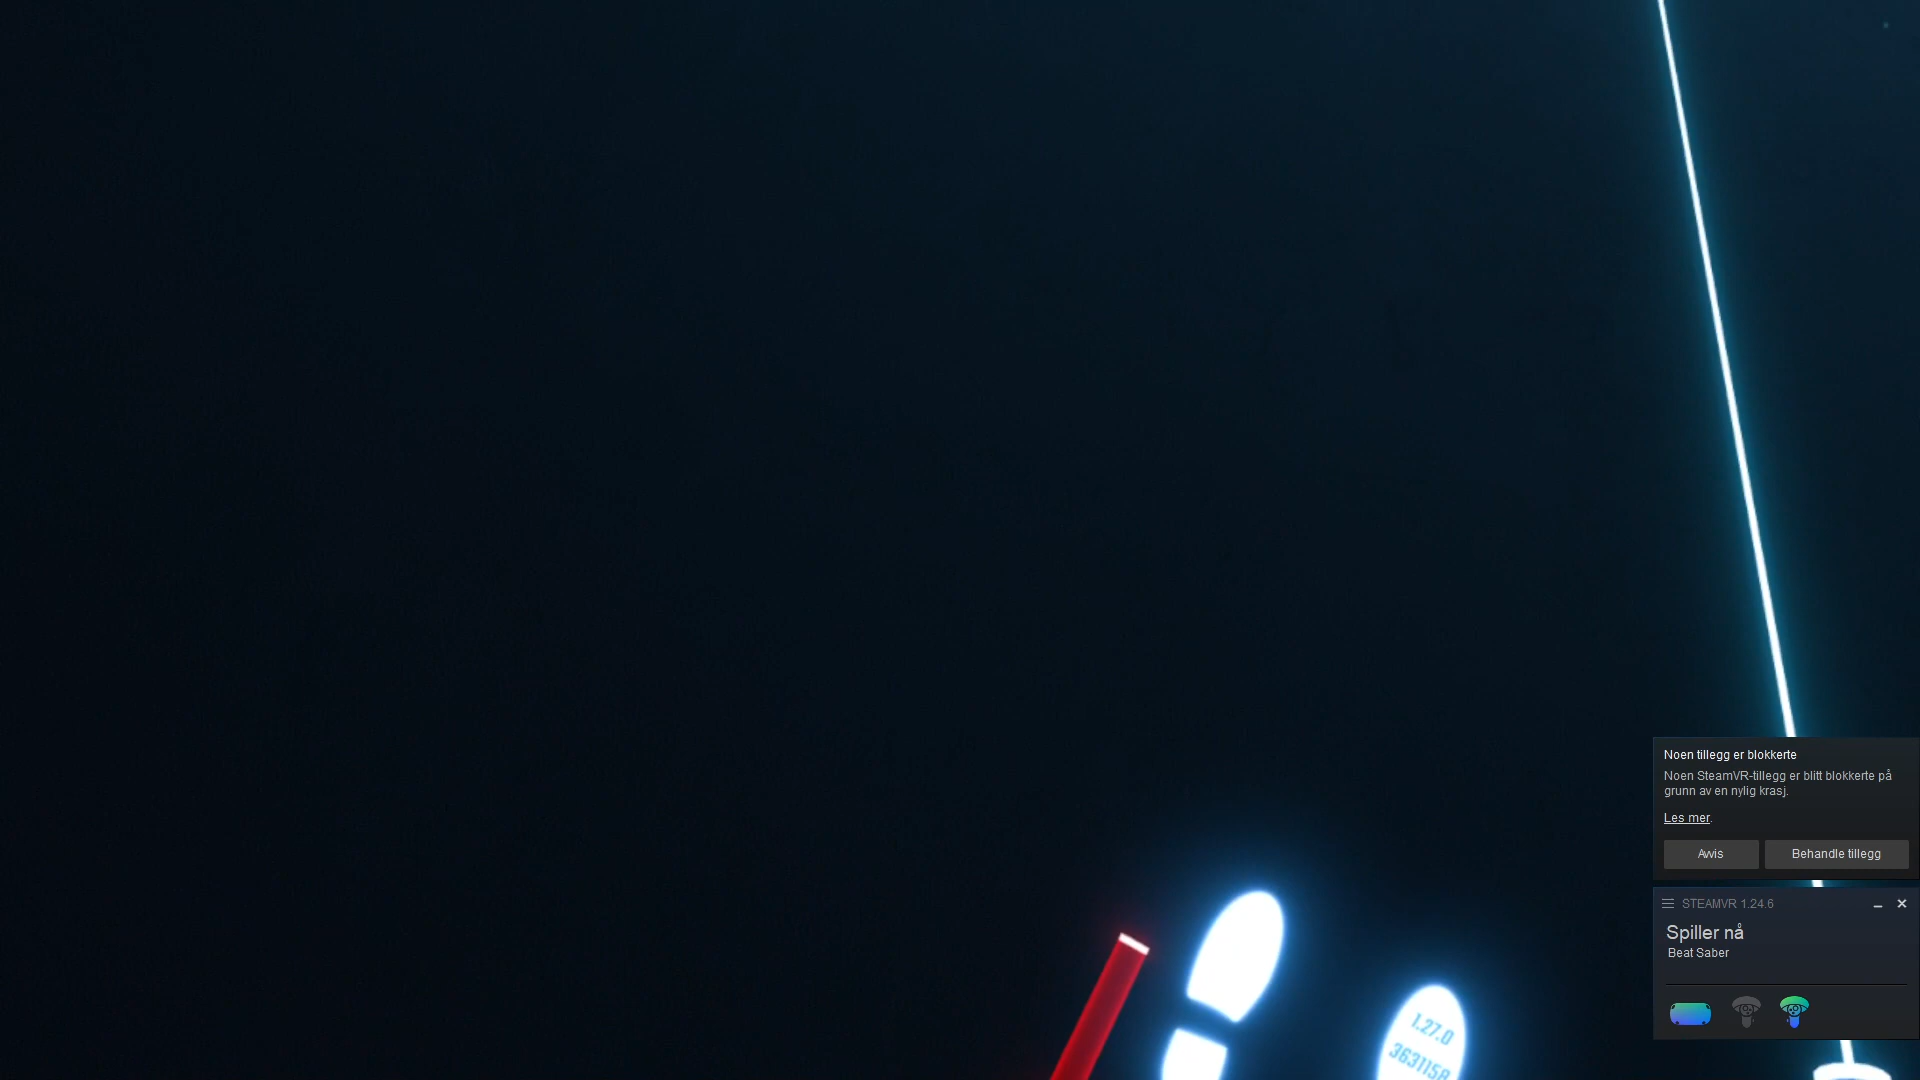 Noen tillegg er blokkerte
Noen SteamVR-tillegg er blitt blokkerte på
grunn av en nylig krasj.
Les mer.
Avvis
Behandle tillegg
STEAMVR 1.24.6
Spiller nå
Beat Saber
1.27.0
3631158